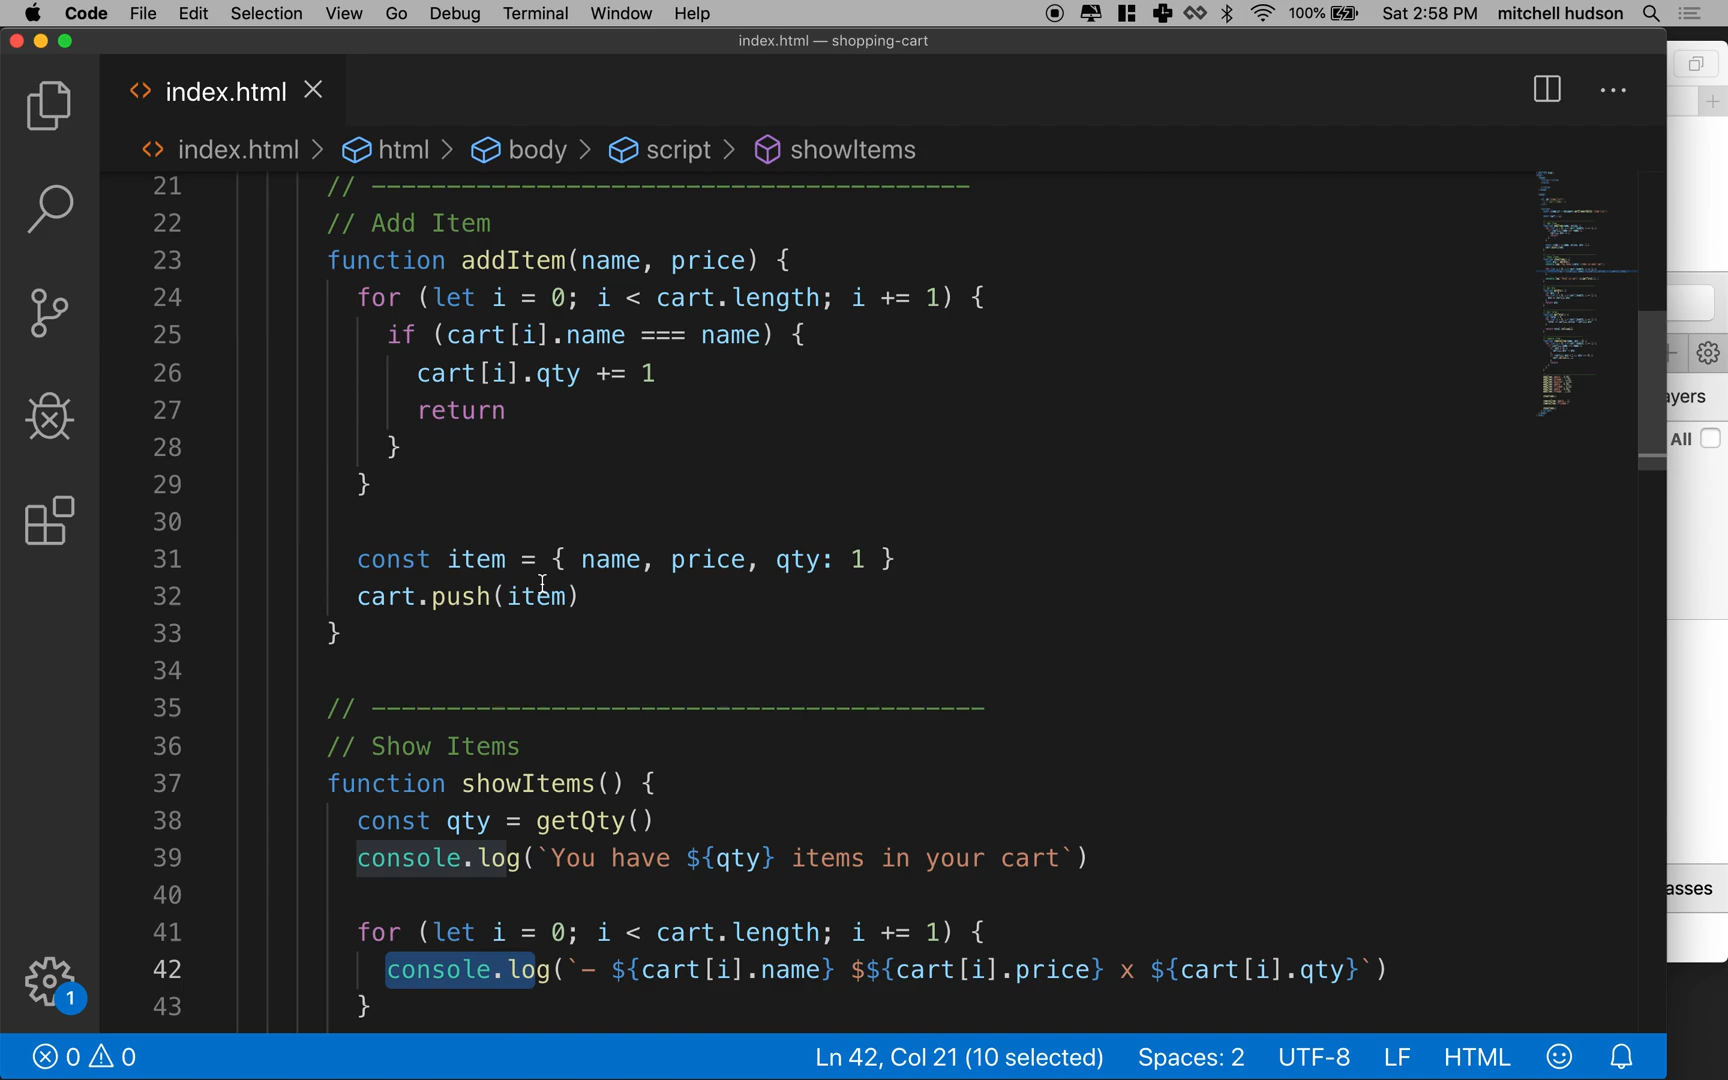 Code File Edit Selection View Go Debug Terminal Window Help 100% Sat 2:58 PM mitchell hudson
index.html — shopping-cart
index.html
index.html > html > body > script > showItems
21 // ----------------------------------------
22 // Add Item
23 function addItem(name, price) {
24 for (let i = 0; i < cart.length; i += 1) {
25 if (cart[i].name === name) {
26 cart[i].qty += 1
27 return
28 }
29 }
30
31 const item = { name, price, qty: 1 }
32 cart.push(item)
33 }
34
35 // -----------------------------------------
36 // Show Items
37 function showItems() {
38 const qty = getQty()
39 console.log(`You have ${qty} items in your cart`)
40
41 for (let i = 0; i < cart.length; i += 1) {
42 console.log(`- ${cart[i].name} $${cart[i].price} x ${cart[i].qty}`)
43 }
ayers
All
asses
1
0 0 Ln 42, Col 21 (10 selected) Spaces: 2 UTF-8 LF HTML